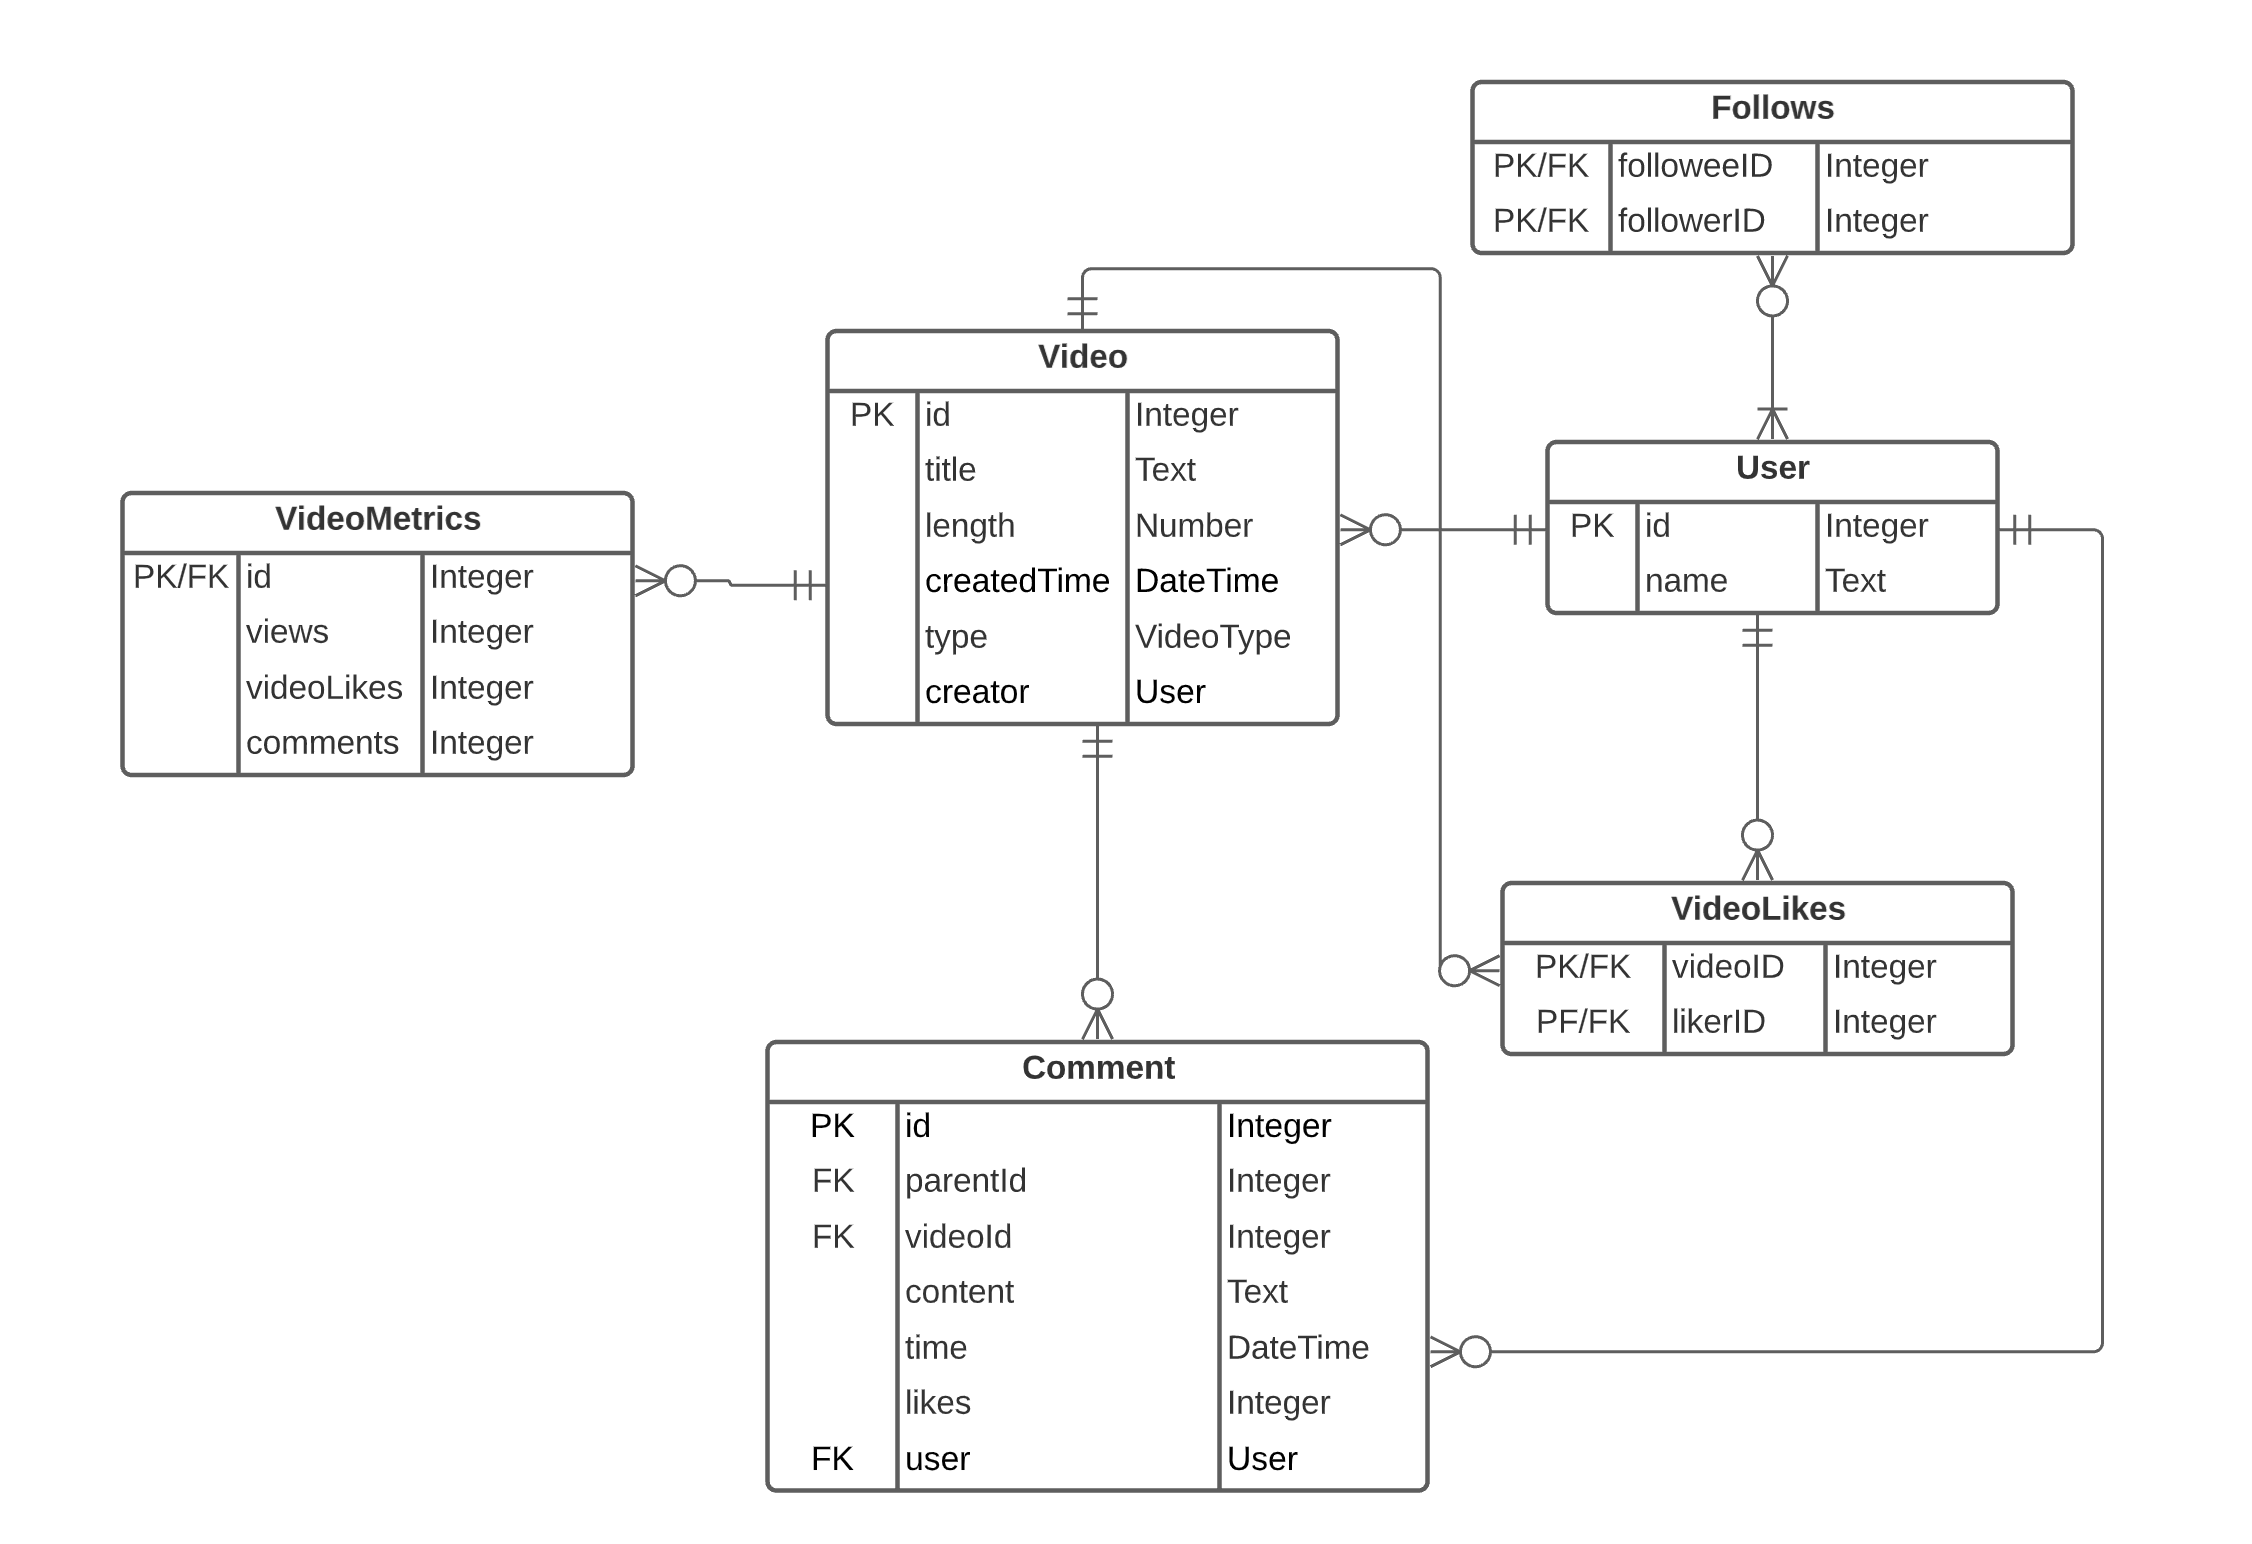 Follows
PK/FK followeeID Integer
PK/FK followerID Integer
Video
PK id Integer
title Text
length Number
createdTime DateTime
type VideoType
creator User
User
PK id Integer
name Text
VideoMetrics
PK/FK id Integer
views Integer
videoLikes Integer
comments Integer
VideoLikes
PK/FK videoID Integer
PF/FK likerID Integer
Comment
PK id Integer
FK parentId Integer
FK videoId Integer
content Text
time DateTime
likes Integer
FK user User